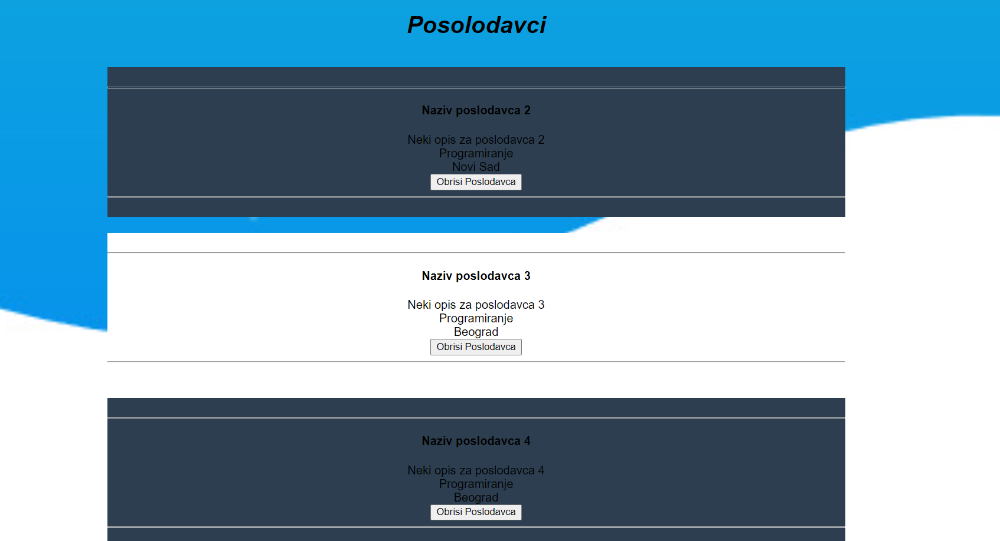 Posolodavci
Naziv poslodavca 2
Neki opis za poslodavca 2
Programiranje
Novi Sad
Obrisi Poslodavca
Naziv poslodavca 3
Neki opis za poslodavca 3
Programiranje
Beograd
Obrisi Poslodavca
Naziv poslodavca 4
Neki opis za poslodavca 4
Programiranje
Beograd
Obrisi Poslodavca